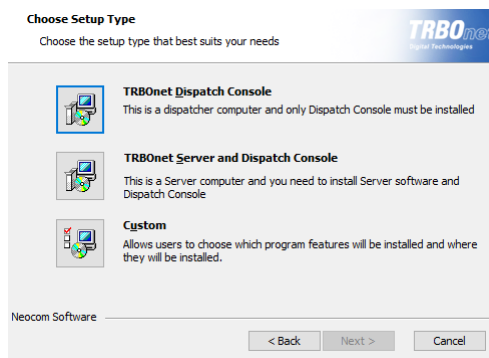 Choose Setup Type
Choose the setup type that best suits your needs
TRBOnet
Digital Technologies
TRBOnet Dispatch Console
This is a dispatcher computer and only Dispatch Console must be installed
TRBOnet Server and Dispatch Console
This is a Server computer and you need to install Server software and
Dispatch Console
Custom
Allows users to choose which program features will be installed and where
they will be installed.
Neocom Software
< Back
Next >
Cancel